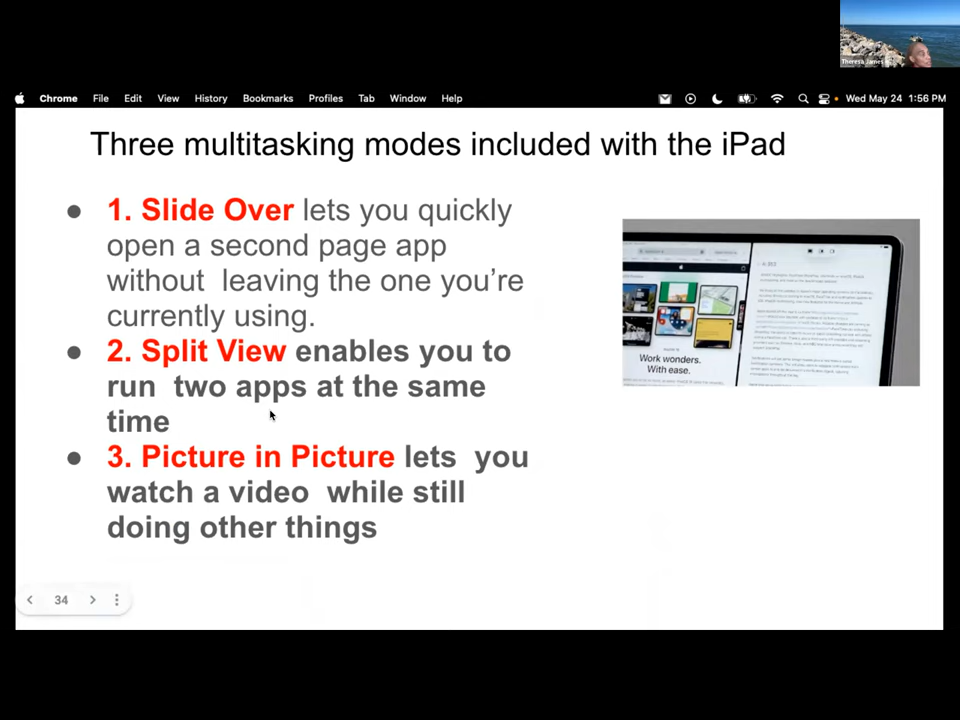 Theresa James
Chrome File Edit View History Bookmarks Profiles Tab Window Help Wed May 24 1:56 PM
Three multitasking modes included with the iPad
● 1. Slide Over lets you quickly
open a second page app
without leaving the one you’re
currently using.
● 2. Split View enables you to
run two apps at the same
time
● 3. Picture in Picture lets you
watch a video while still
doing other things
Work wonders.
With ease.
34